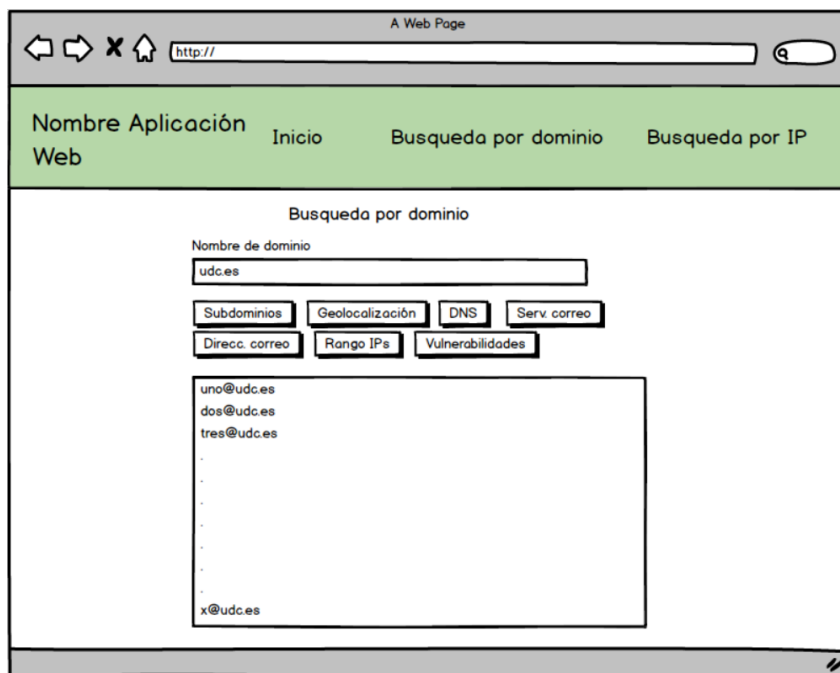 A Web Page
http://
Nombre Aplicación
Web
Inicio
Busqueda por dominio
Busqueda por IP
Busqueda por dominio
Nombre de dominio
udc.es
Subdominios
Geolocalización
DNS
Serv. correo
Direcc. correo
Rango IPs
Vulnerabilidades
uno@udc.es
dos@udc.es
tres@udc.es
.
.
.
.
.
.
.
x@udc.es